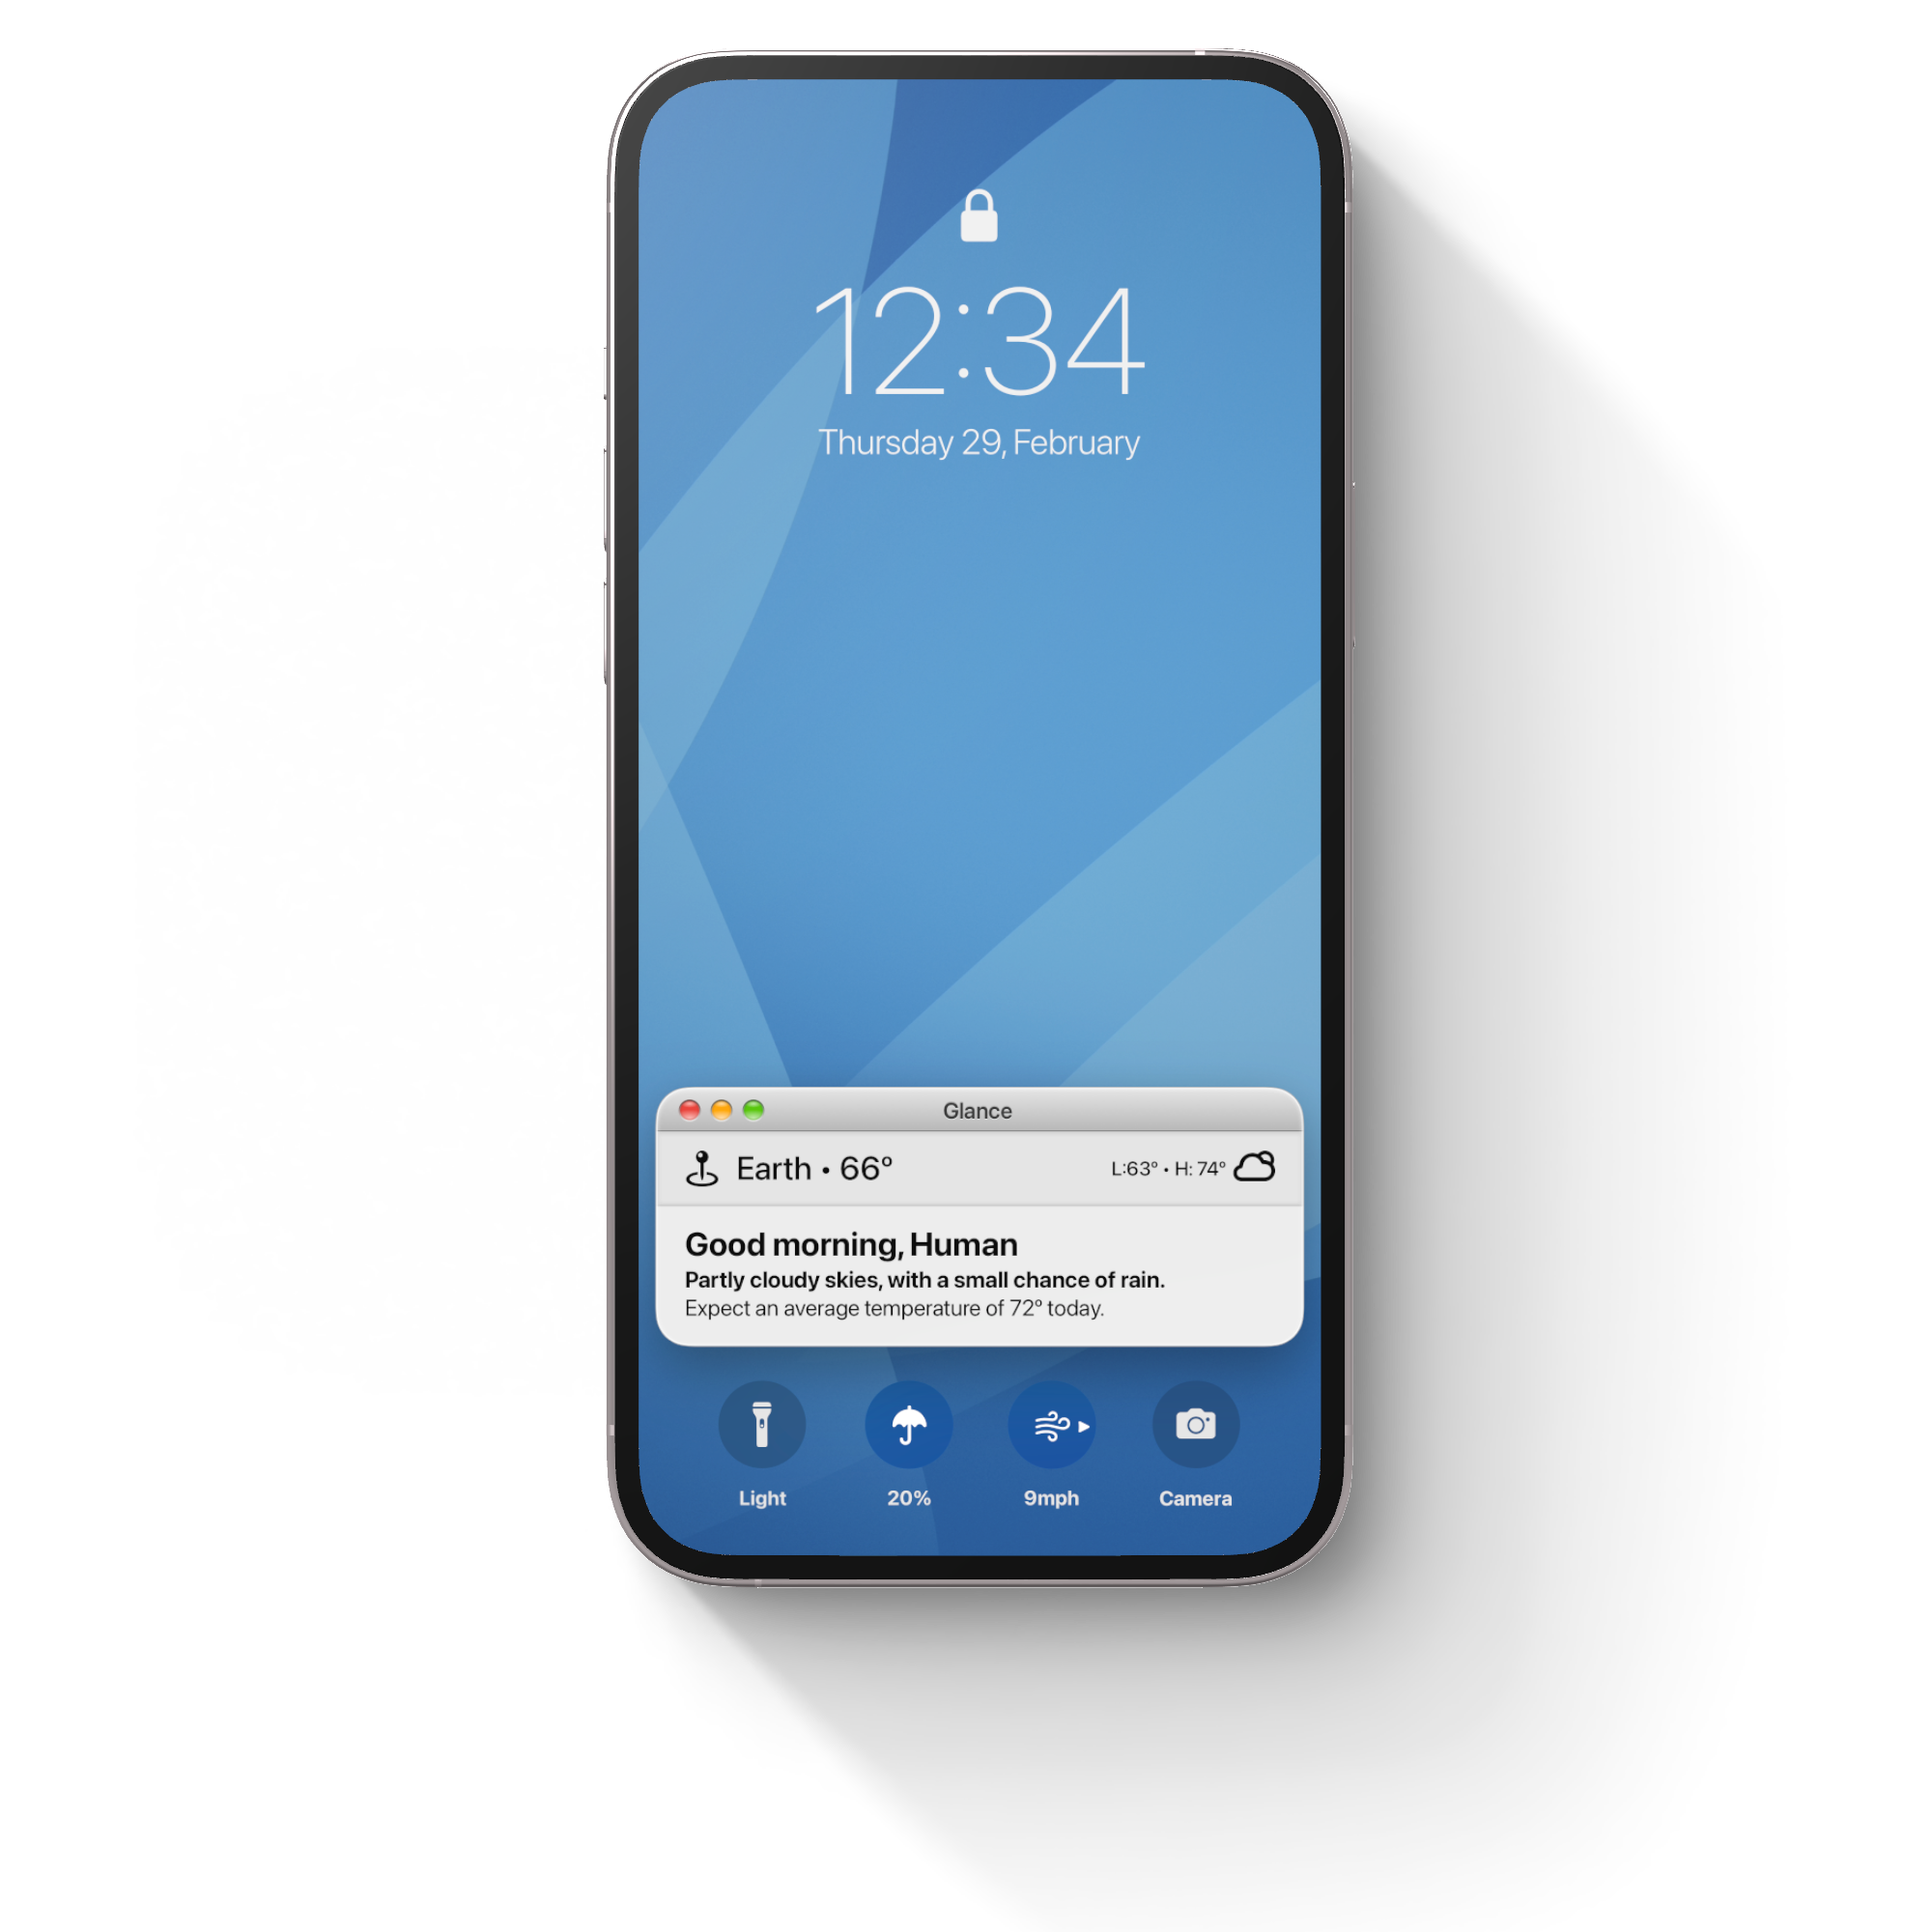 12:34
Thursday 29, February
Glance
Earth • 66°
L:63° • H: 74°
Good morning, Human
Partly cloudy skies, with a small chance of rain.
Expect an average temperature of 72° today.
Light
20%
9mph
Camera